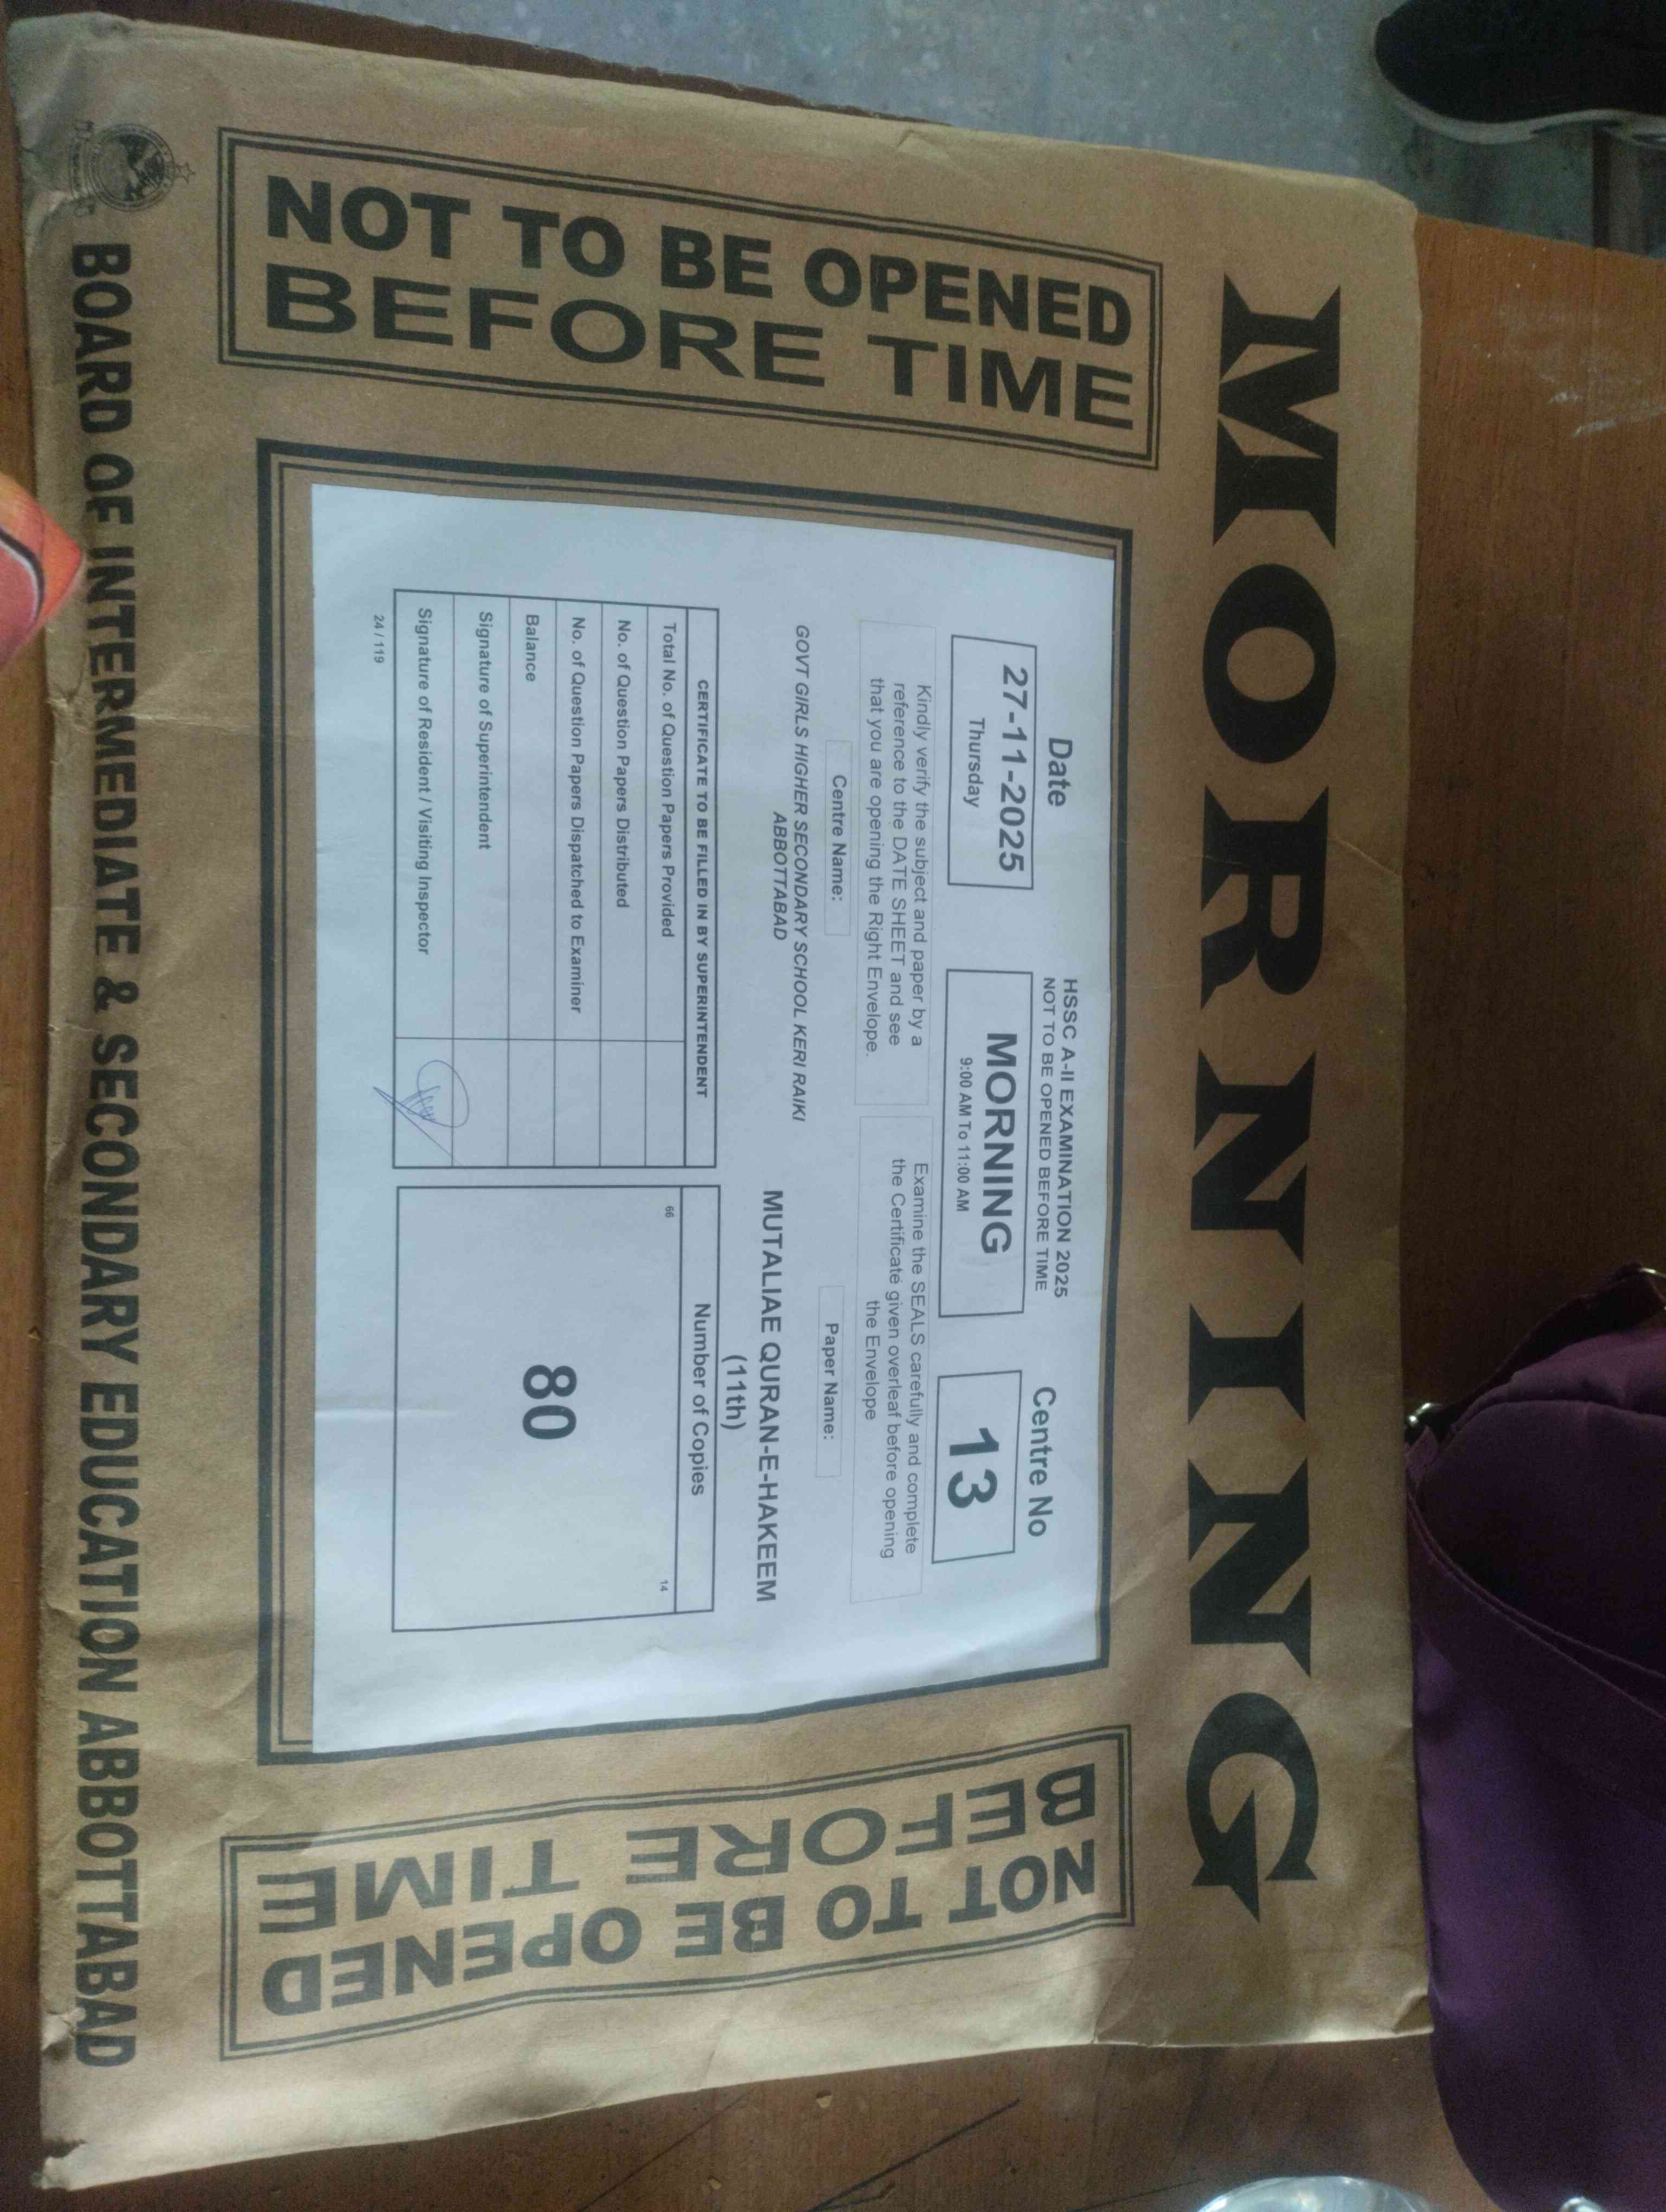 MORNING
NOT TO BE OPENED
BEFORE TIME
Date
27-11-2025
Thursday
HSSC A-II EXAMINATION 2025
NOT TO BE OPENED BEFORE TIME
MORNING
9:00 AM To 11:00 AM
Centre No
13
Kindly verify the subject and paper by a
reference to the DATE SHEET and see
that you are opening the Right Envelope.
Examine the SEALS carefully and complete
the Certificate given overleaf before opening
the Envelope
Centre Name:
GOVT GIRLS HIGHER SECONDARY SCHOOL KERI RAIKI
ABBOTTABAD
Paper Name:
MUTALIAE QURAN-E-HAKEEM
(11th)
CERTIFICATE TO BE FILLED IN BY SUPERINTENDENT
Total No. of Question Papers Provided
No. of Question Papers Distributed
No. of Question Papers Dispatched to Examiner
Balance
Signature of Superintendent
Signature of Resident / Visiting Inspector
24 / 119
Number of Copies
66
14
80
NOT TO BE OPENED
BEFORE TIME
BOARD OF INTERMEDIATE & SECONDARY EDUCATION ABBOTTABAD